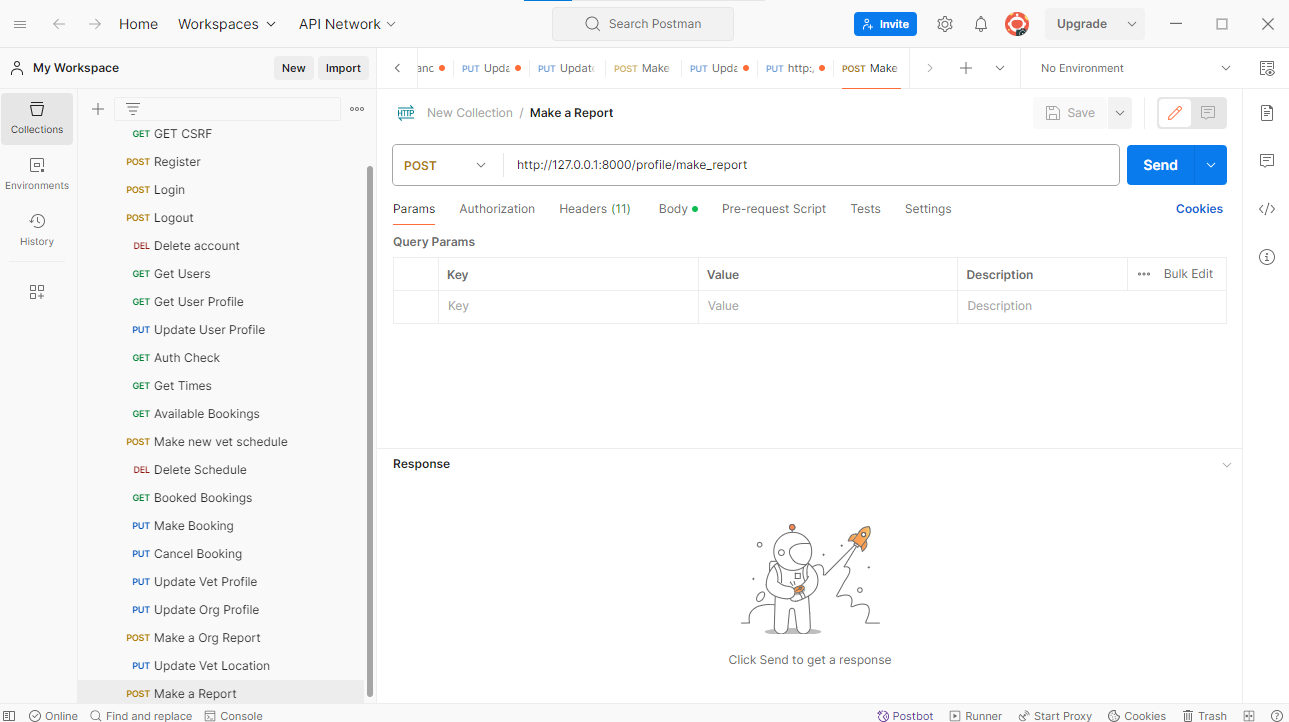 Home Workspaces API Network Search Postman Invite Upgrade
My Workspace New Import
PUT Upda PUT Update POST Make PUT Upda PUT http:/ POST Make No Environment
Collections
Environments
History
GET GET CSRF
POST Register
POST Login
POST Logout
DEL Delete account
GET Get Users
GET Get User Profile
PUT Update User Profile
GET Auth Check
GET Get Times
GET Available Bookings
POST Make new vet schedule
DEL Delete Schedule
GET Booked Bookings
PUT Make Booking
PUT Cancel Booking
PUT Update Vet Profile
PUT Update Org Profile
POST Make a Org Report
PUT Update Vet Location
POST Make a Report
HTTP New Collection / Make a Report Save
POST http://127.0.0.1:8000/profile/make_report Send
Params Authorization Headers (11) Body Pre-request Script Tests Settings Cookies
Query Params
Key Value Description Bulk Edit
Key Value Description
Response
Click Send to get a response
Online Find and replace Console Postbot Runner Start Proxy Cookies Trash